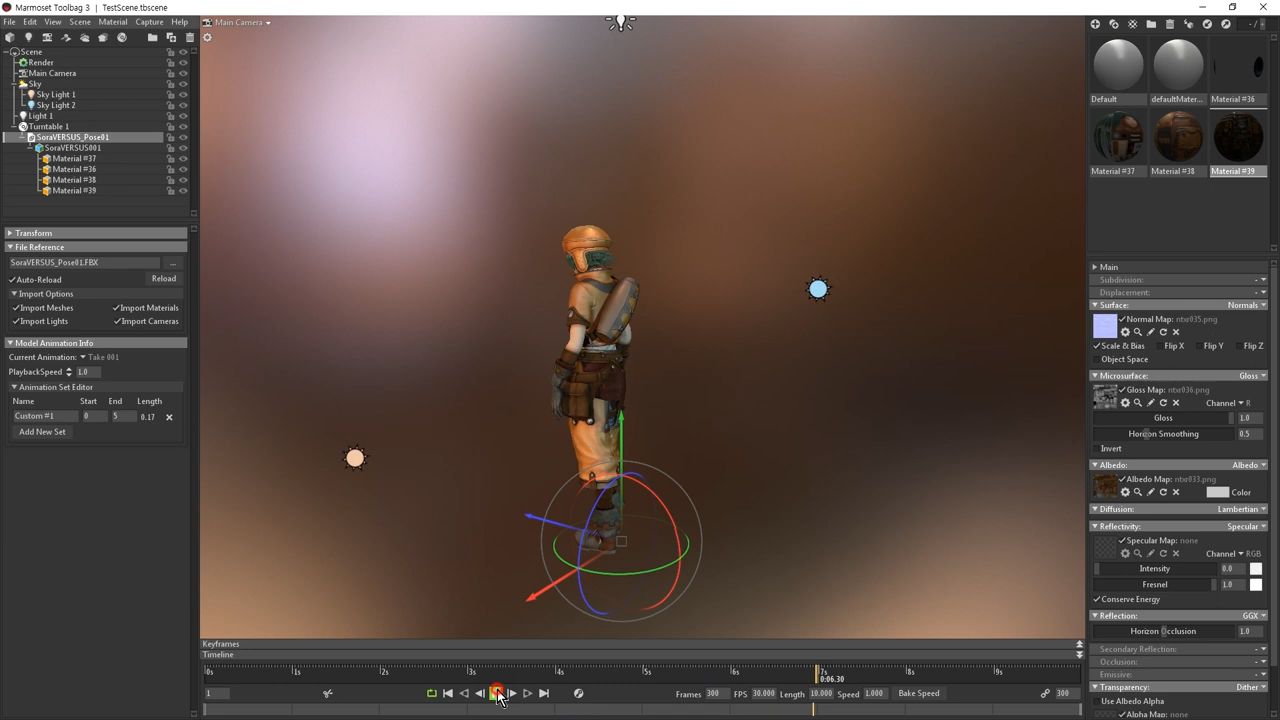 Marmoset Toolbag 3 | TestScene.tbscene
File Edit View Scene Material Capture Help
Main Camera
Scene
Render
Main Camera
Sky
Sky Light 1
Sky Light 2
Light 1
Turntable 1
SoraVERSUS_Pose01
SoraVERSUS001
Material #37
Material #36
Material #38
Material #39
Transform
File Reference
SoraVERSUS_Pose01.FBX ...
Auto-Reload Reload
Import Options
Import Meshes Import Materials
Import Lights Import Cameras
Model Animation Info
Current Animation: Take 001
PlaybackSpeed 1.0
Animation Set Editor
Name Start End Length
Custom #1 0 5 0.17
Add New Set
Keyframes
Timeline
0s 1s 2s 3s 4s 5s 6s 7s 8s 9s
0:06.30
1
Frames 300 FPS 30.000 Length 10.000 Speed 1.000 Bake Speed 300
Default defaultMater... Material #36
Material #37 Material #38 Material #39
Main
Subdivision: -
Displacement: -
Surface: Normals
Normal Map: ntxr035.png
Scale & Bias Flip X Flip Y Flip Z
Object Space
Microsurface: Gloss
Gloss Map: ntxr036.png
Channel R
Gloss 1.0
Horizon Smoothing 0.5
Invert
Albedo: Albedo
Albedo Map: ntxr033.png
Color
Diffusion: Lambertian
Reflectivity: Specular
Specular Map: none
Channel RGB
Intensity 0.0
Fresnel 1.0
Conserve Energy
Reflection: GGX
Horizon Occlusion 1.0
Secondary Reflection: -
Occlusion: -
Emissive: -
Transparency: Dither
Use Albedo Alpha
Alpha Map: none